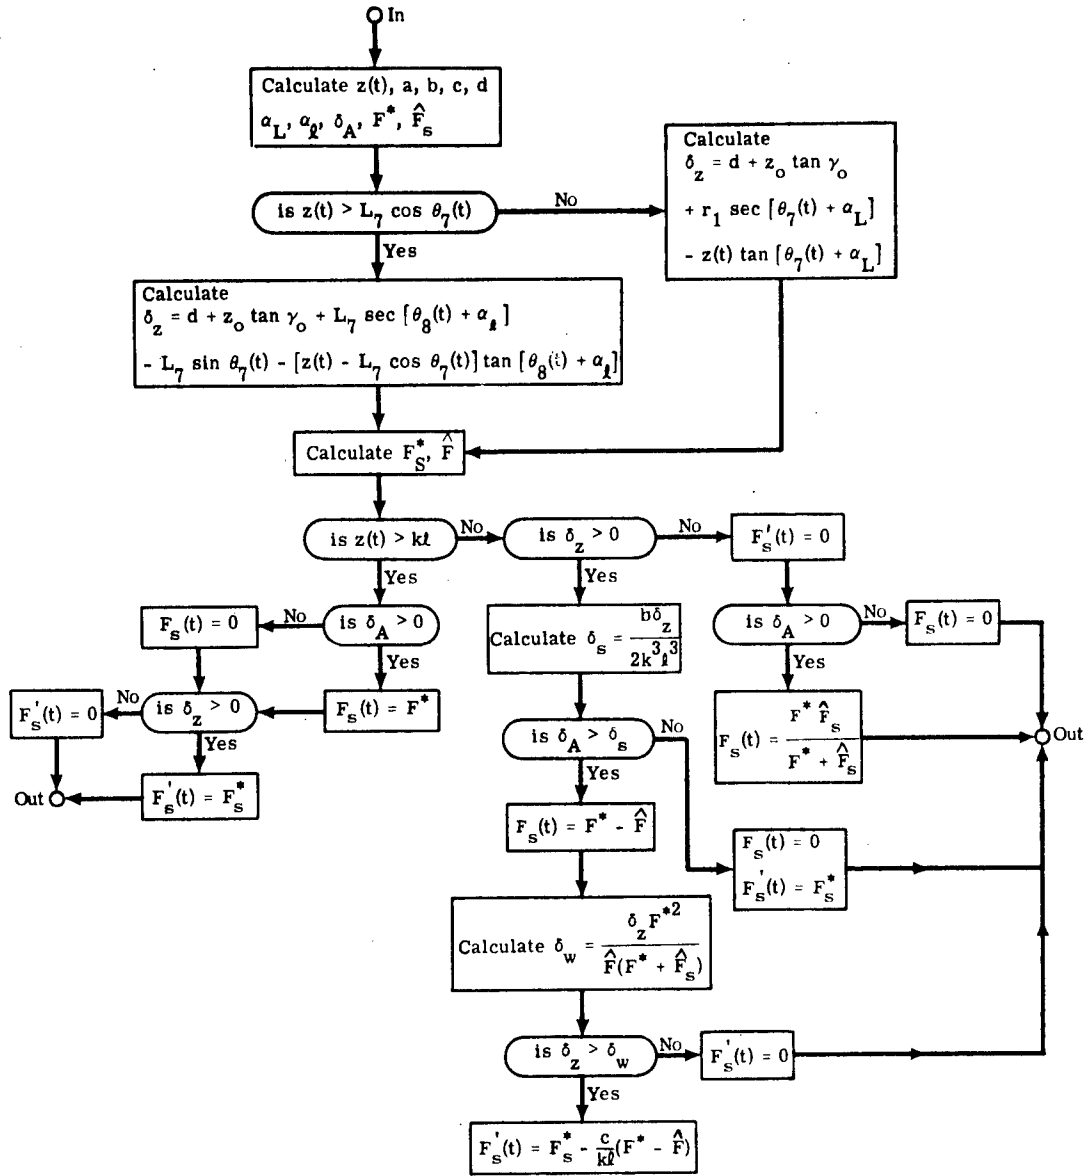 In
Calculate z(t), a, b, c, d
α_L, α_ℓ, δ_A, F^*, F̂_s
is z(t) > L_7 cos θ_7(t)
No
Yes
Calculate
δ_z = d + z_o tan γ_o
+ r_1 sec [θ_7(t) + α_L]
- z(t) tan [θ_7(t) + α_L]
Calculate
δ_z = d + z_o tan γ_o + L_7 sec [θ_8(t) + α_ℓ]
- L_7 sin θ_7(t) - [z(t) - L_7 cos θ_7(t)] tan [θ_8(t) + α_ℓ]
Calculate F_S^*, F̂
is z(t) > kℓ
No
Yes
is δ_z > 0
No
Yes
F_s'(t) = 0
is δ_A > 0
No
Yes
F_s(t) = 0
Calculate δ_s = bδ_z / 2k^3ℓ^3
is δ_A > 0
No
Yes
F_s(t) = 0
F_s(t) = F^*
is δ_z > 0
No
Yes
F_s'(t) = 0
F_s'(t) = F_s^*
Out
is δ_A > δ_s
No
Yes
F_s(t) = F^* F̂_s / F^* + F̂_s
Out
F_s(t) = F^* - F̂
F_s(t) = 0
F_s'(t) = F_s^*
Calculate δ_w = δ_z F^*2 / F̂(F^* + F̂_s)
is δ_z > δ_w
No
Yes
F_s'(t) = 0
F_s'(t) = F_s^* - c/kℓ (F^* - F̂)